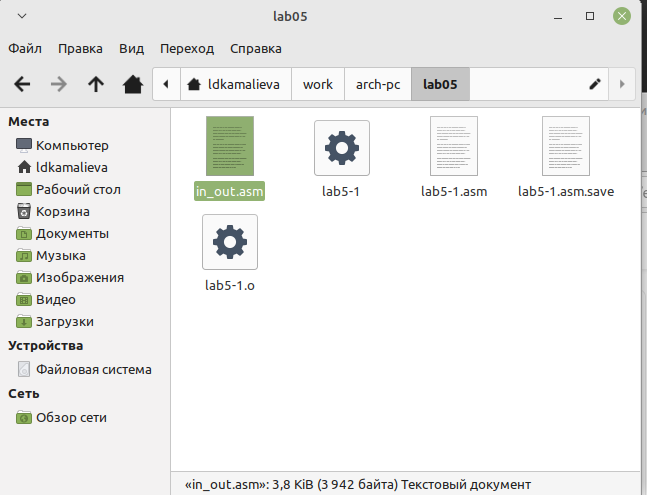 lab05
Файл Правка Вид Переход Справка
ldkamalieva work arch-pc lab05
Места
Компьютер
ldkamalieva
Рабочий стол
Корзина
Документы
Музыка
Изображения
Видео
Загрузки
Устройства
Файловая система
Сеть
Обзор сети
in_out.asm lab5-1 lab5-1.asm lab5-1.asm.save
lab5-1.o
«in_out.asm»: 3,8 KiB (3 942 байта) Текстовый документ